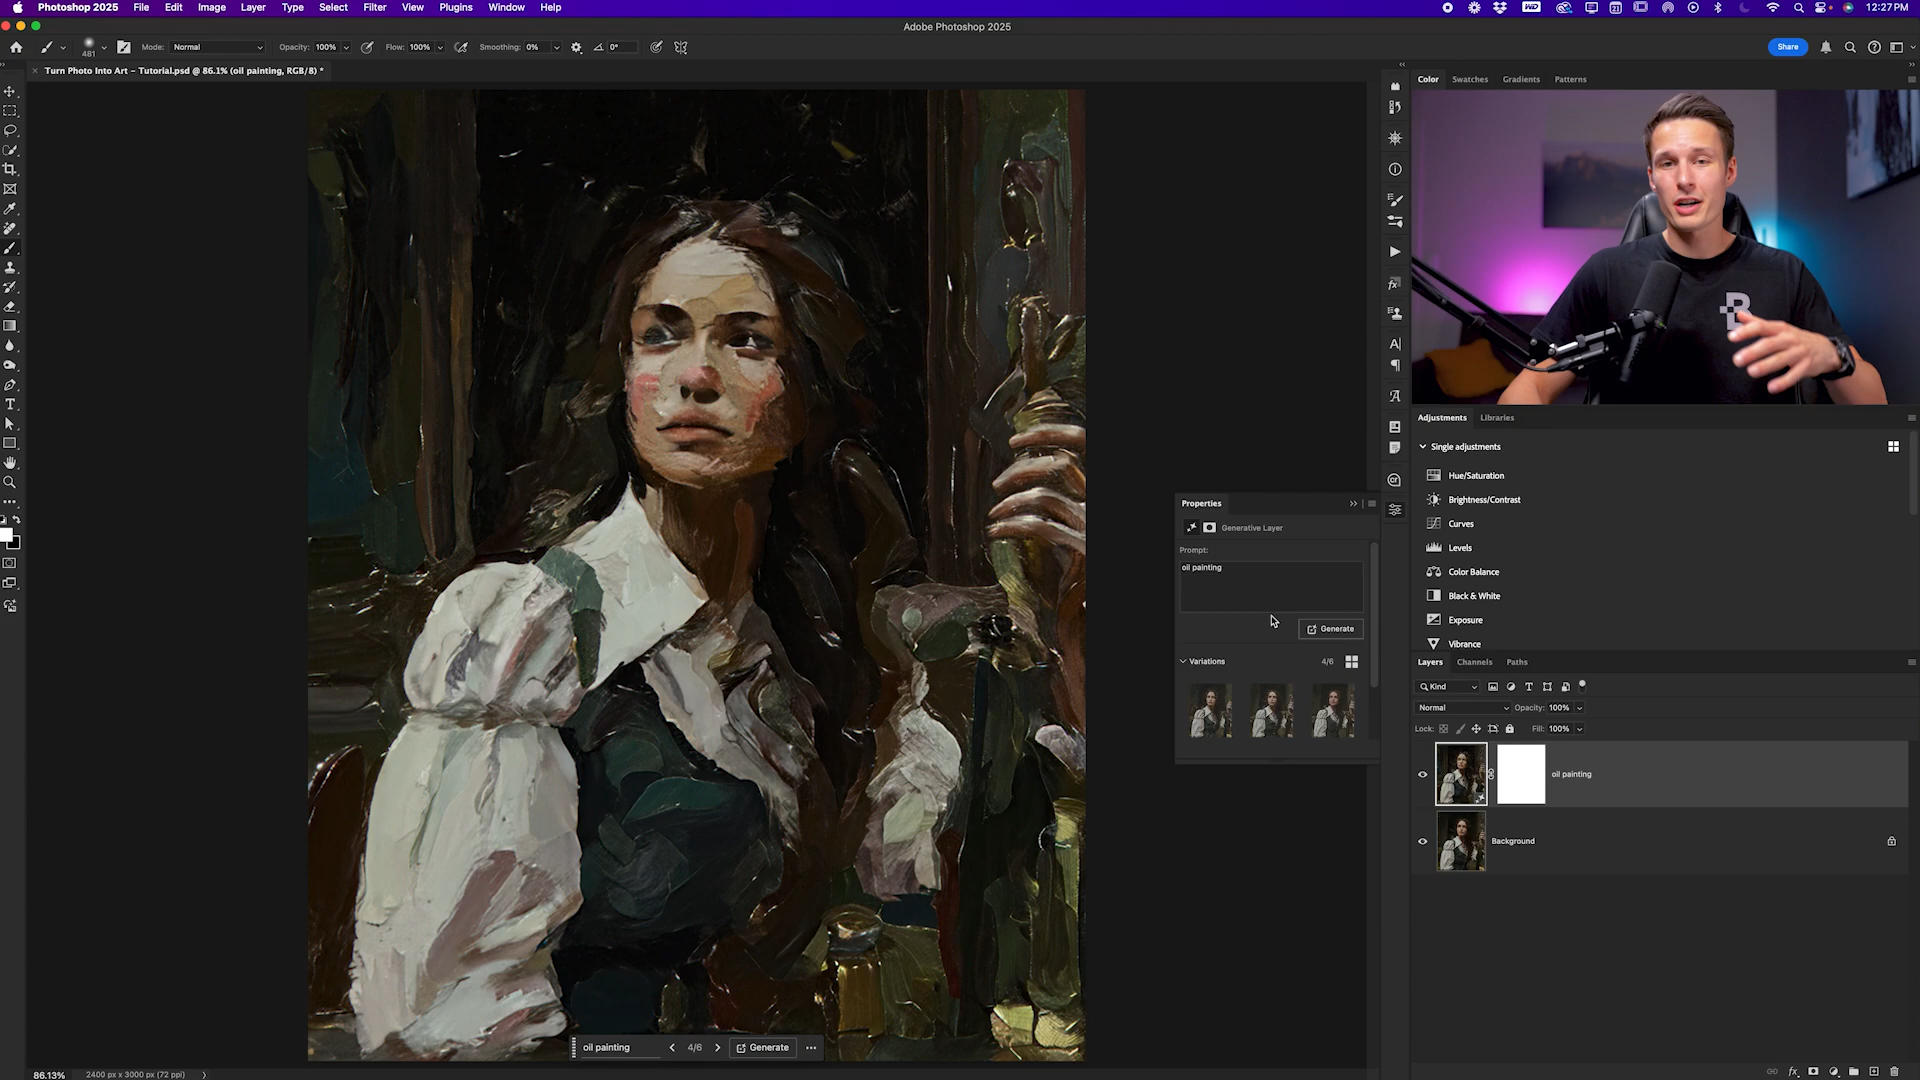 Photoshop 2025 File Edit Image Layer Type Select Filter View Plugins Window Help 12:27PM
Adobe Photoshop 2025
481 Mode: Normal Opacity: 100% Flow: 100% Smoothing: 0% 0° Share
Turn Photo Into Art – Tutorial.psd @ 86.1% (oil painting, RGB/8) *
Color Swatches Gradients Patterns
B
Adjustments Libraries
Single adjustments
Hue/Saturation
Brightness/Contrast
Curves
Levels
Color Balance
Black & White
Exposure
Vibrance
Properties
Generative Layer
Prompt:
oil painting
Generate
Variations 4/6
Layers Channels Paths
Kind
Normal Opacity: 100%
Lock: Fill: 100%
oil painting
Background
oil painting 4/6 Generate
86.13% 2400 px x 3000 px (72 ppi)
fx